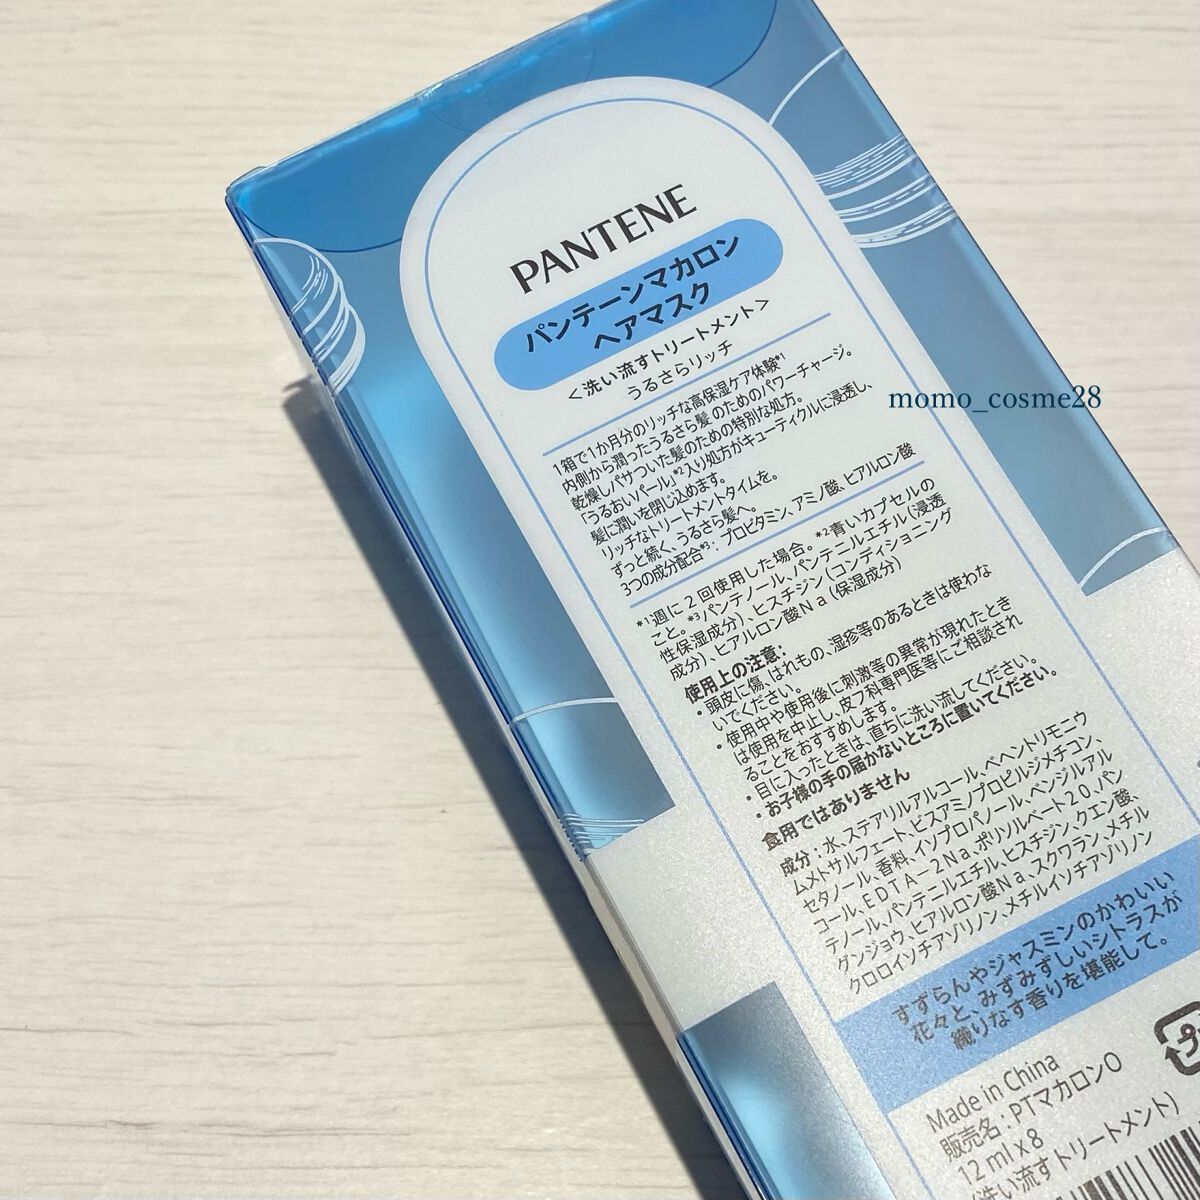 PANTENE
パンテーンマカロン
ヘアマスク
＜洗い流すトリートメント＞
うるさらリッチ
1箱で1か月分のリッチな高保湿ケア体験*1
内側から潤ったうるさら髪のためのパワーチャージ。
乾燥しパサついた髪のための特別な処方。
「うるおいパール」*2入り処方がキューティクルに浸透し、
髪に潤いを閉じ込めます。
リッチなトリートメントタイムを。
ずっと続く、うるさら髪へ。
3つの成分配合*3：プロビタミン、アミノ酸、ヒアルロン酸
*1週に2回使用した場合。*2青いカプセルの
こと。*3パンテノール、パンテニルエチル（浸透
性保湿成分）、ヒスチジン（コンディショニング
成分）、ヒアルロン酸Na（保湿成分）
使用上の注意：
・頭皮に傷、はれもの、湿疹等のあるときは使わな
いでください。
・使用中や使用後に刺激等の異常が現れたとき
は使用を中止し、皮フ科専門医等にご相談され
ることをおすすめします。
・目に入ったときは、直ちに洗い流してください。
・お子様の手の届かないところに置いてください。
食用ではありません
成分：水、ステアリルアルコール、ベヘントリモニウ
ムメトサルフェート、ビスアミノプロピルジメチコン、
セタノール、香料、イソプロパノール、ベンジルアル
コール、EDTA-2Na、ポリソルベート20、パン
テノール、パンテニルエチル、ヒスチジン、クエン酸、
グンジョウ、ヒアルロン酸Na、スクワラン、メチル
クロロイソチアゾリノン、メチルイソチアゾリノン
すずらんやジャスミンのかわいい
花々と、みずみずしいシトラスが
織りなす香りを堪能して。
Made in China
販売名：PTマカロンO
12 ml x 8
(洗い流すトリートメント)
プ
momo_cosme28